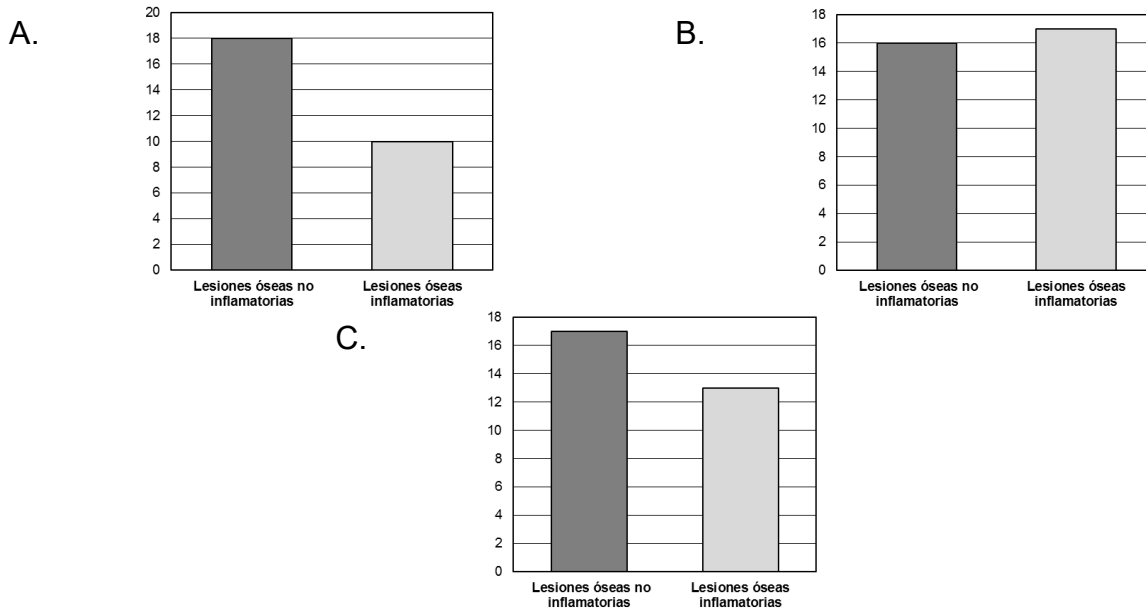 A.
20
18
16
14
12
10
8
6
4
2
0
Lesiones óseas no
inflamatorias
Lesiones óseas
inflamatorias
B.
18
16
14
12
10
8
6
4
2
0
Lesiones óseas no
inflamatorias
Lesiones óseas
inflamatorias
C.
18
16
14
12
10
8
6
4
2
0
Lesiones óseas no
inflamatorias
Lesiones óseas
inflamatorias